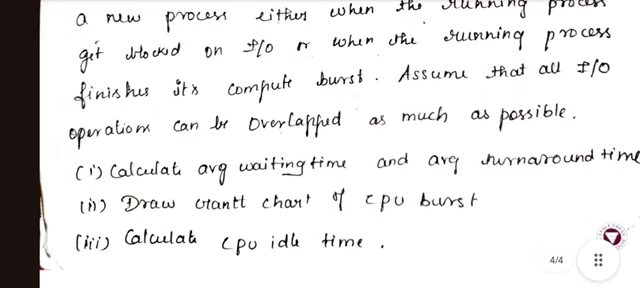 a new process either when the running process
get blocked on I/O or when the running process
finishes its compute burst. Assume that all I/O
operations can be overlapped as much as possible.
(i) Calculate avg waiting time and avg turnaround time
(ii) Draw Gantt chart of CPU burst
(iii) Calculate CPU idle time.
4/4